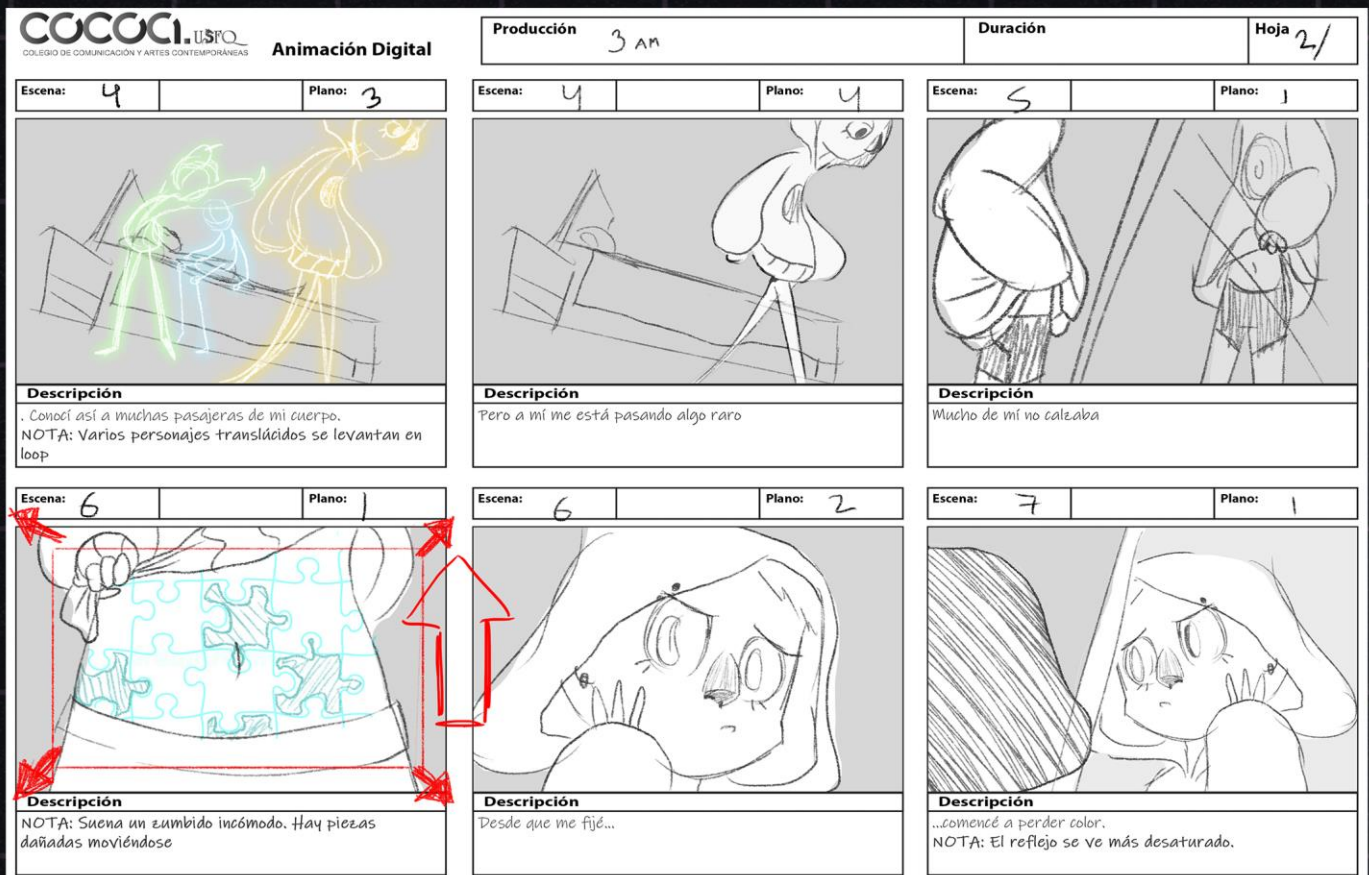 COCOCI. USFQ
COLEGIO DE COMUNICACIÓN Y ARTES CONTEMPORÁNEAS
Animación Digital
Producción 3 AM
Duración
Hoja 2/
Escena: 4 Plano: 3
Escena: 4 Plano: 4
Escena: 5 Plano: 1
Descripción
. Conocí así a muchas pasajeras de mi cuerpo.
NOTA: Varios personajes translúcidos se levantan en
loop
Descripción
Pero a mí me está pasando algo raro
Descripción
Mucho de mí no calzaba
Escena: 6 Plano: 1
Escena: 6 Plano: 2
Escena: 7 Plano: 1
Descripción
NOTA: Suena un zumbido incómodo. Hay piezas
dañadas moviéndose
Descripción
Desde que me fijé...
Descripción
...comencé a perder color.
NOTA: El reflejo se ve más desaturado.